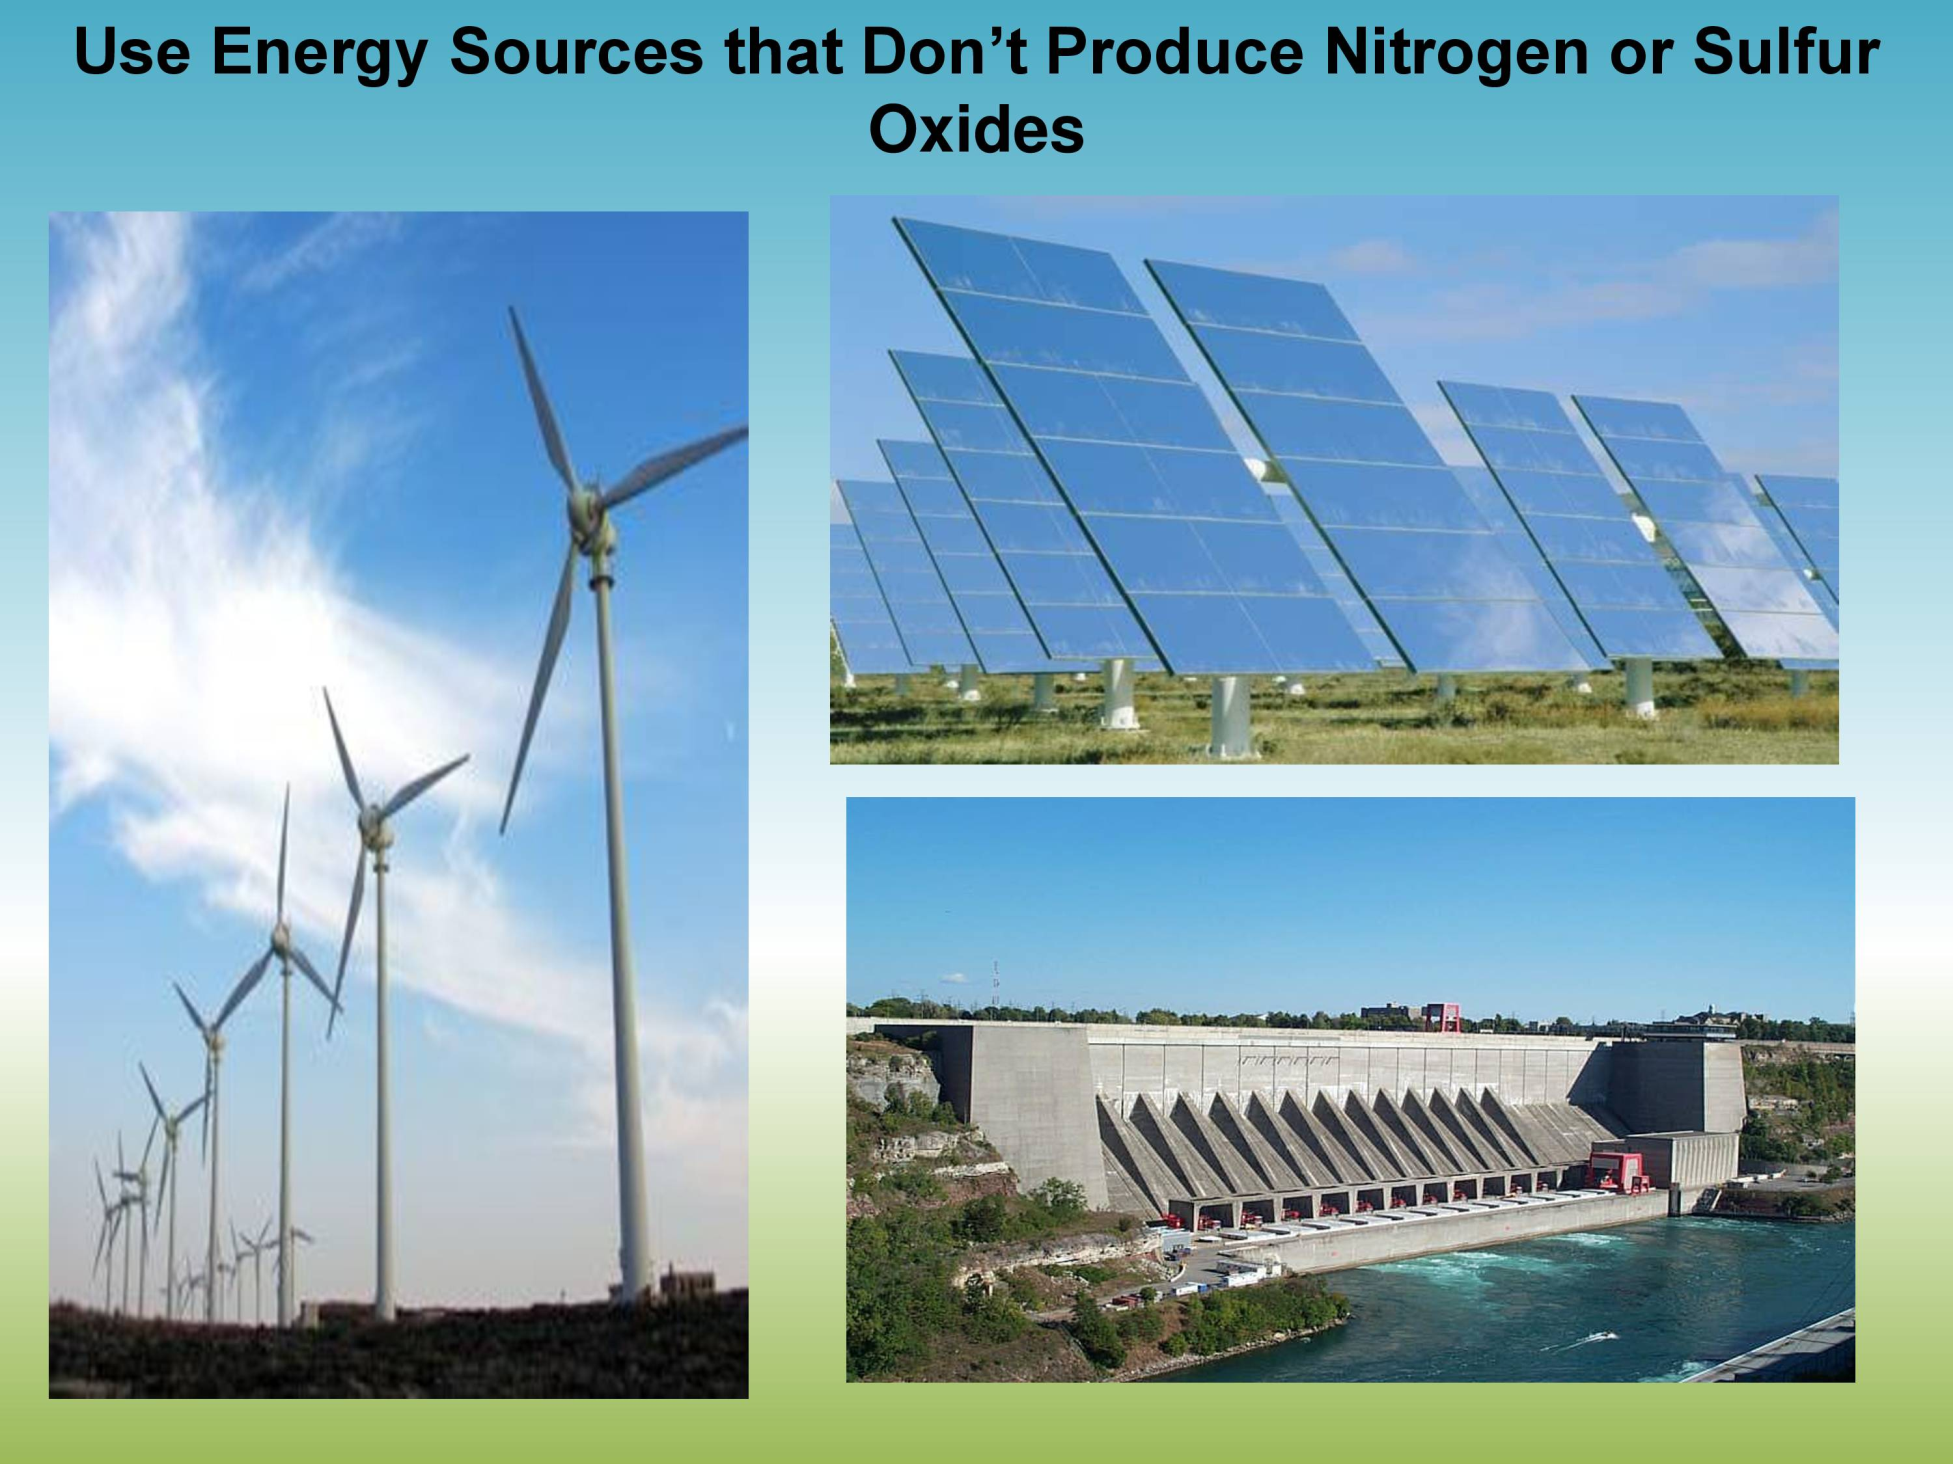 Use Energy Sources that Don’t Produce Nitrogen or Sulfur
Oxides